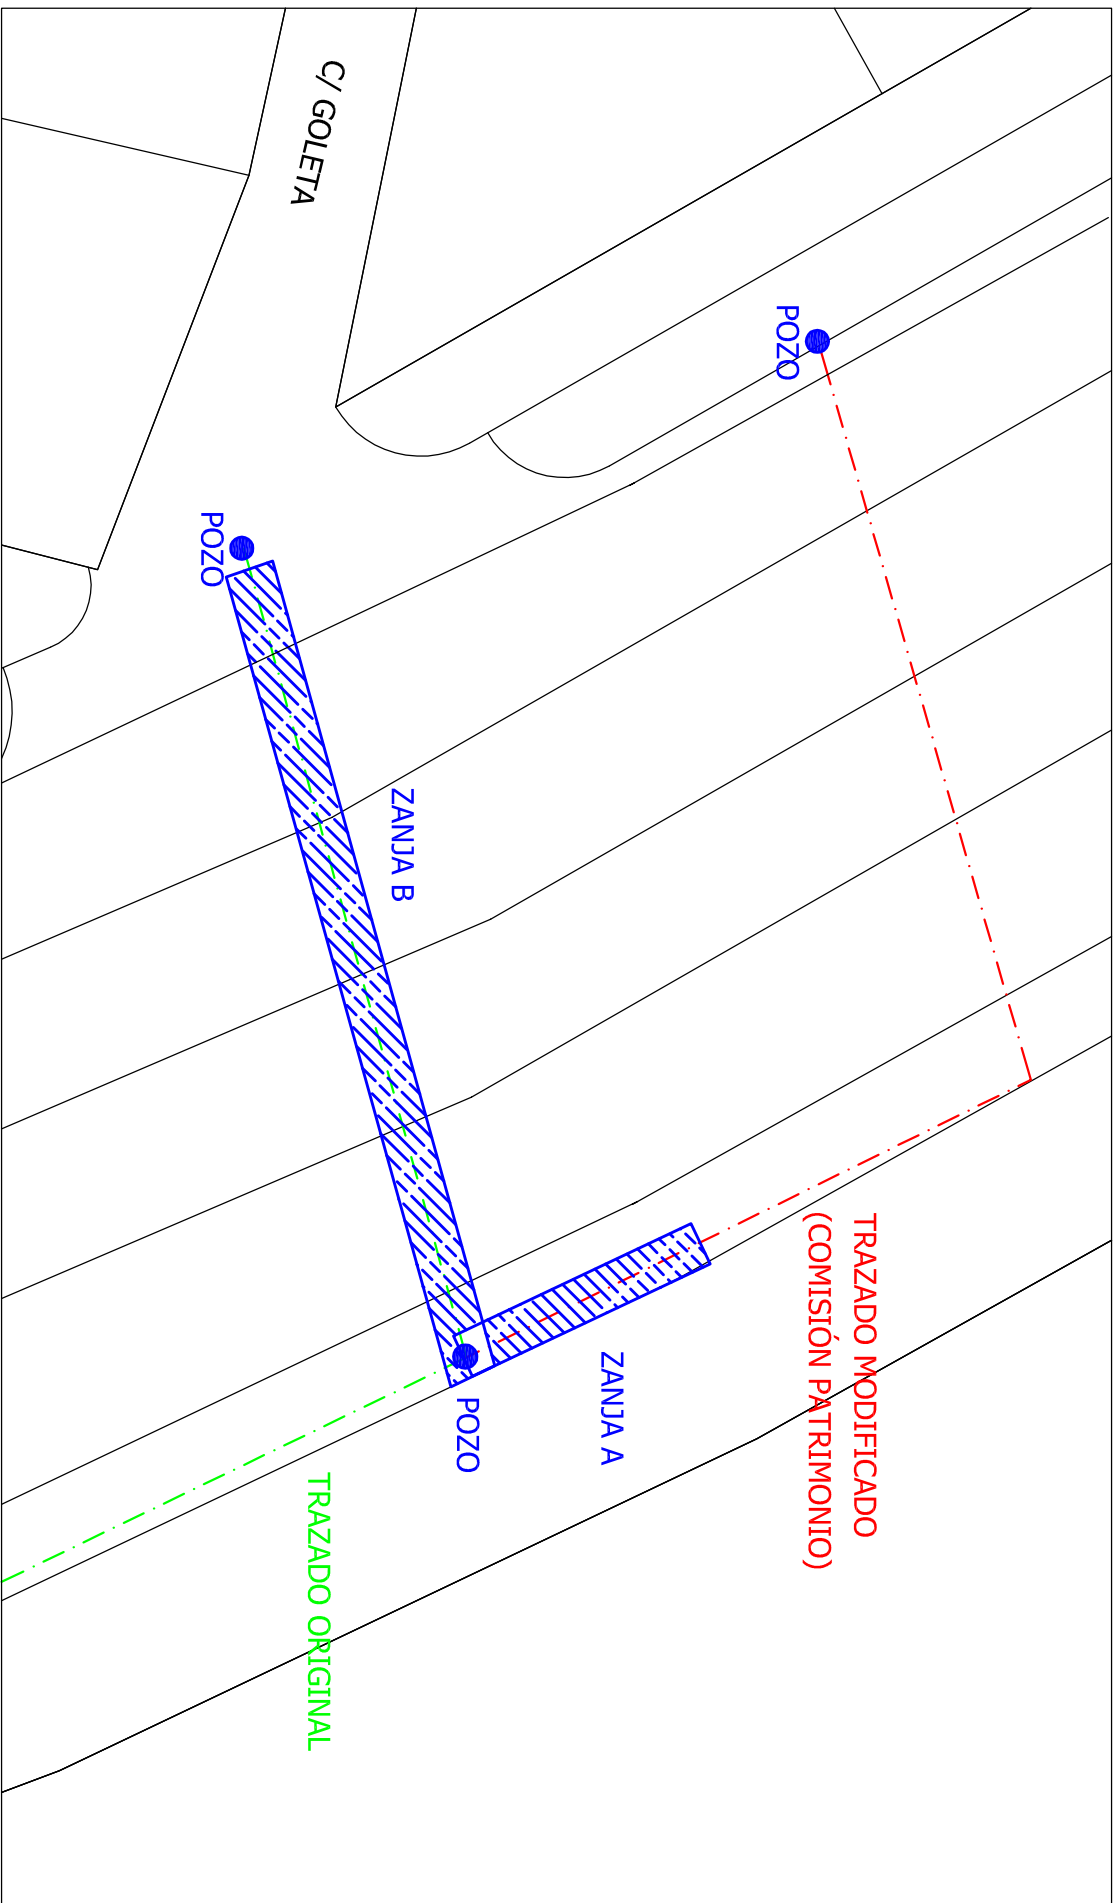 C/ GOLETA
POZO
POZO
ZANJA B
TRAZADO MODIFICADO
(COMISIÓN PATRIMONIO)
ZANJA A
POZO
TRAZADO ORIGINAL